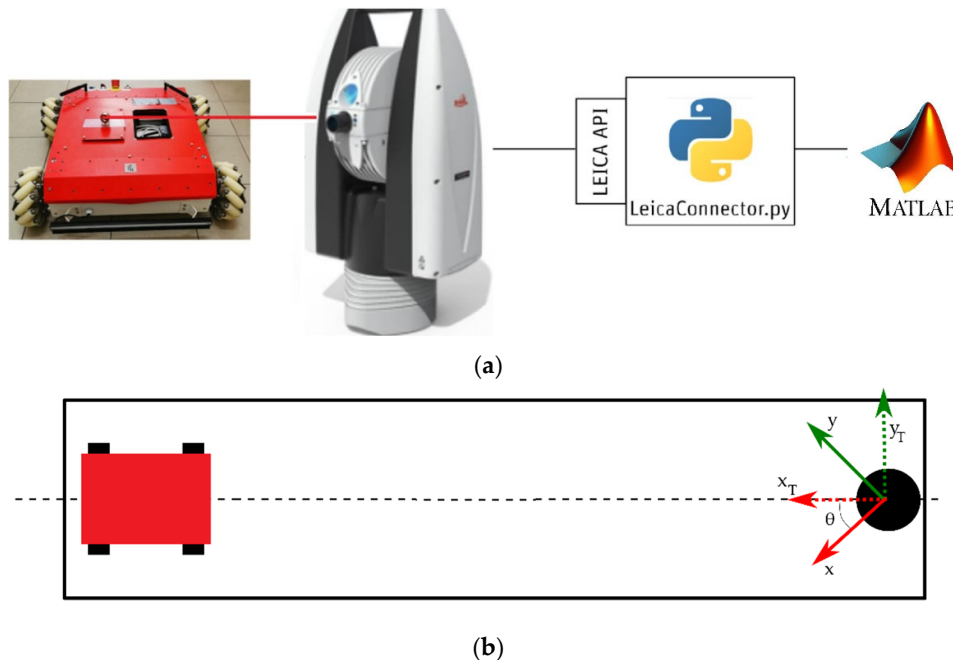 LEICA API
LeicaConnector.py
MATLAB
(a)
y
y_T
x_T
θ
x
(b)